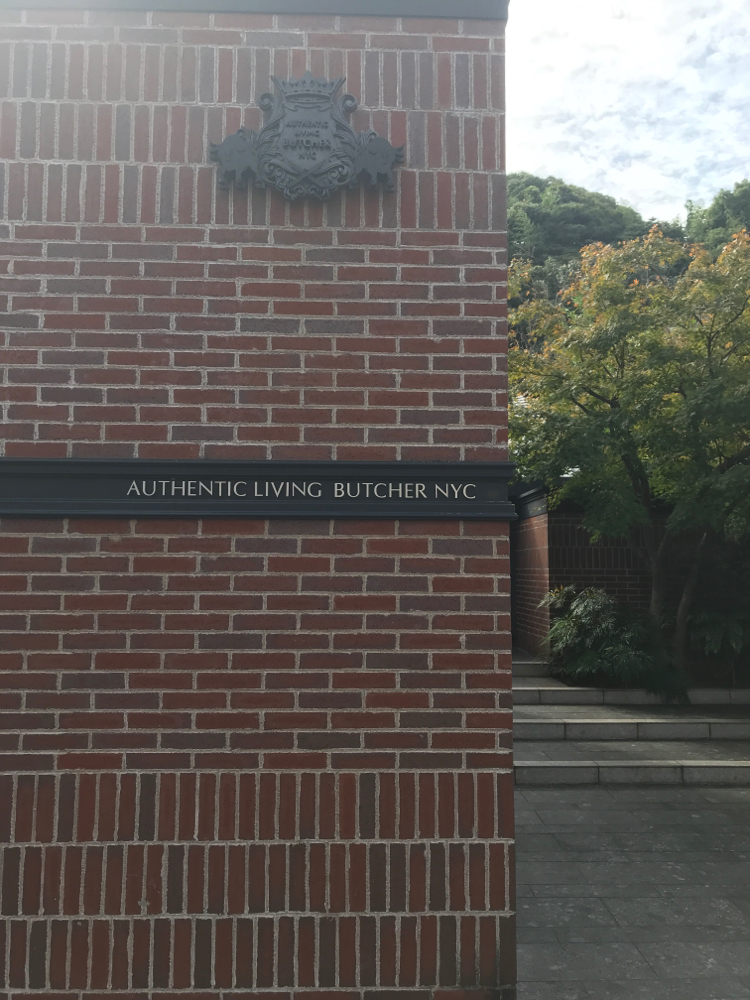 AUTHENTIC
LIVING
BUTCHER
NYC
AUTHENTIC LIVING BUTCHER NYC